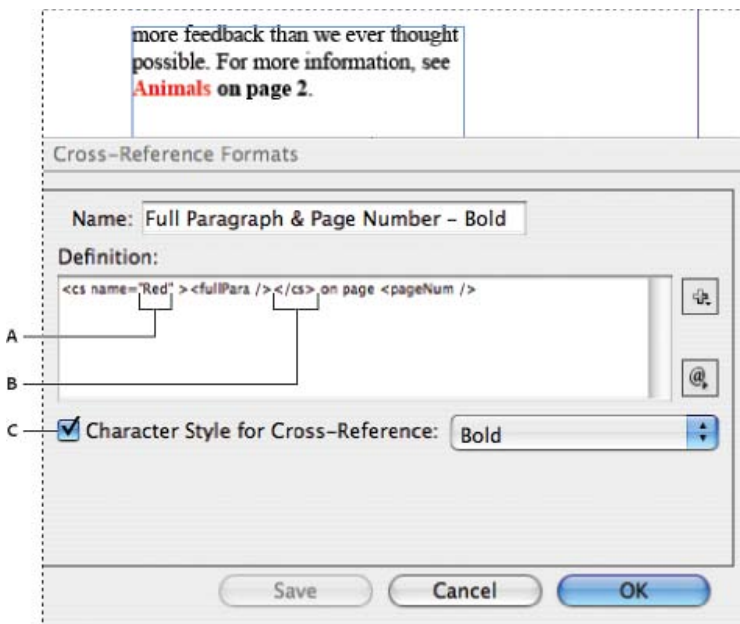 more feedback than we ever thought
possible. For more information, see
Animals on page 2.
Cross-Reference Formats
Name: Full Paragraph & Page Number – Bold
Definition:
<cs name="Red" ><fullPara /></cs> on page <pageNum />
A
B
C
Character Style for Cross-Reference: Bold
Save Cancel OK